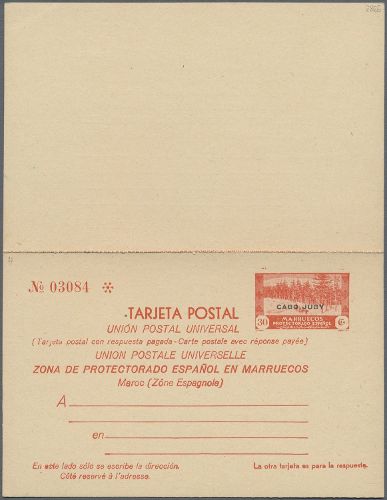 Nº 03084
TARJETA POSTAL
UNIÓN POSTAL UNIVERSAL
(Tarjeta postal con respuesta pagada-Carte postale avec réponse payée)
UNION POSTALE UNIVERSELLE
ZONA DE PROTECTORADO ESPAÑOL EN MARRUECOS
Maroc (Zône Espagnole)
CABO JUBY
MARRUECOS
PROTECTORADO ESPAÑOL
30 Cs
A
en
En este lado sólo se escribe la dirección.
Côté reservé à l'adresse.
La otra tarjeta es para la respuesta.